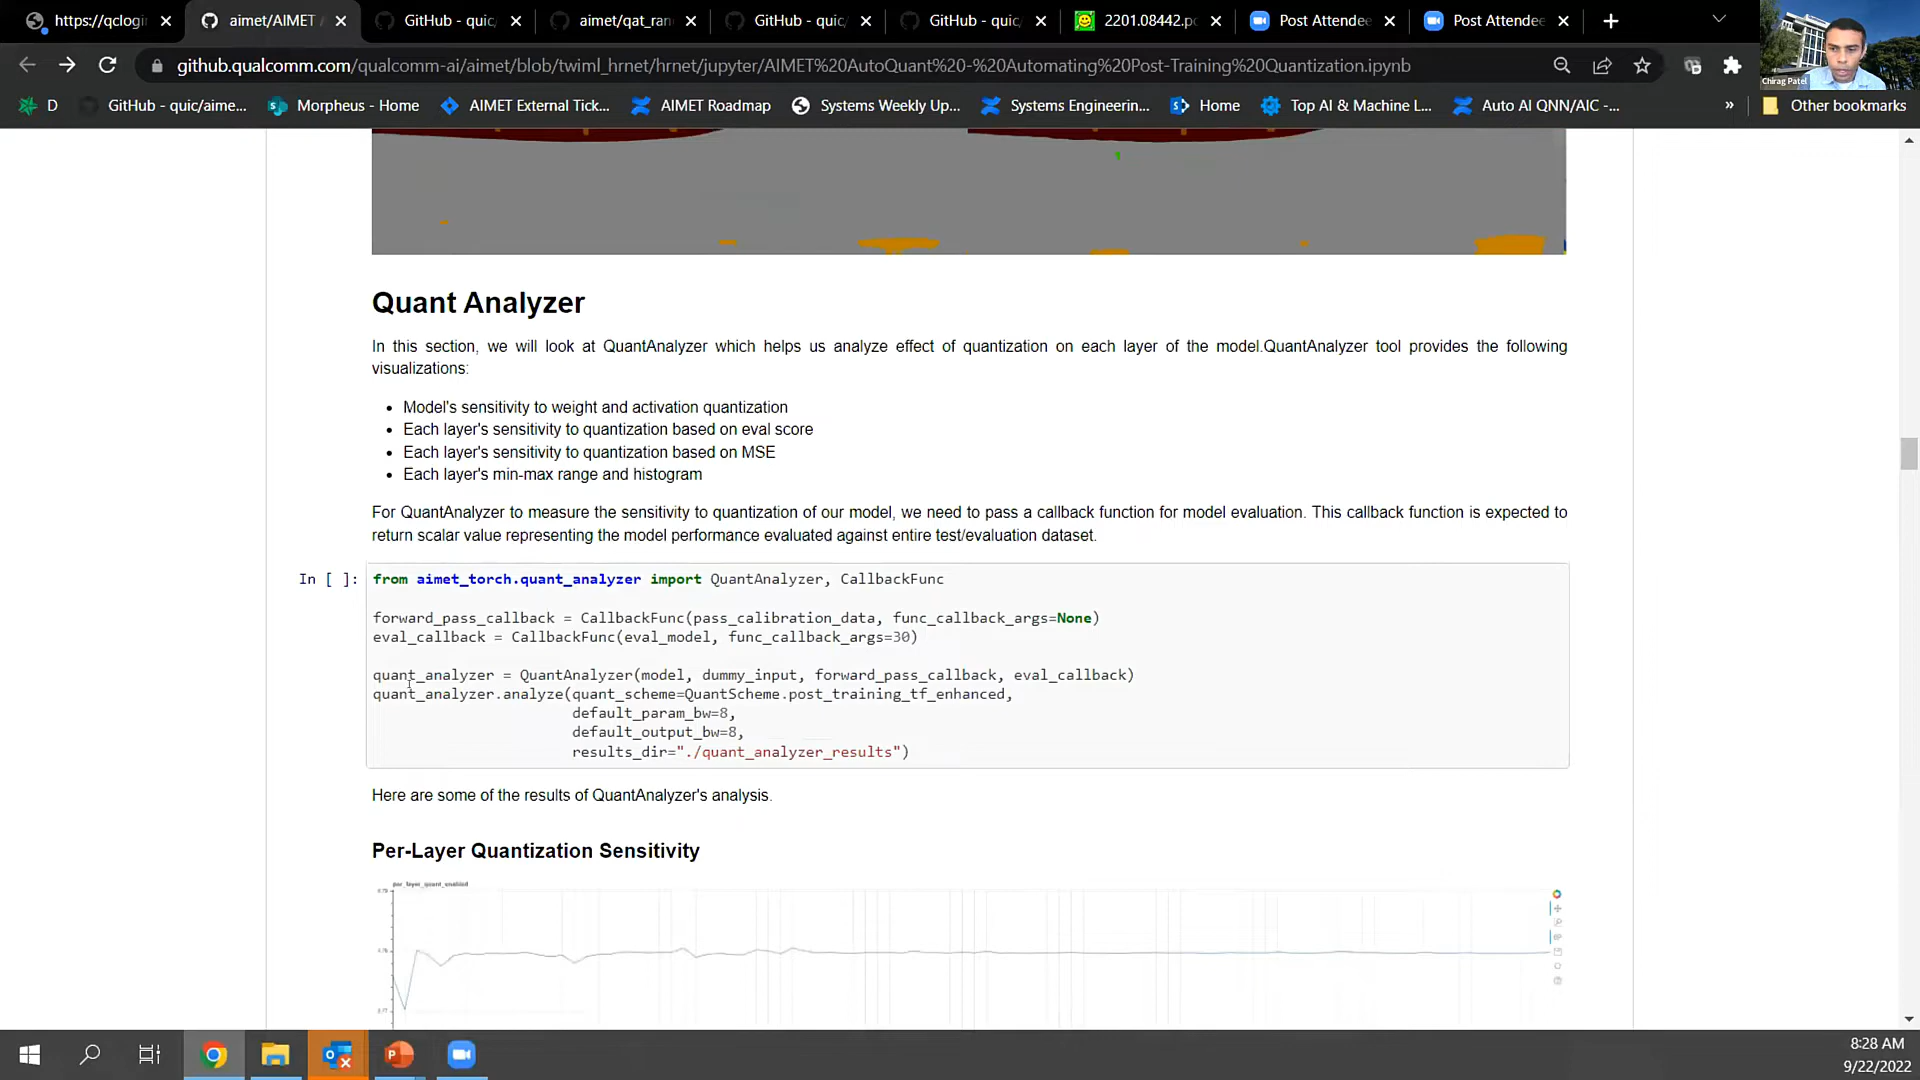 https://qclogi
aimet/AIMET
GitHub - quic/
aimet/qat_ran
GitHub - quic/
GitHub - quic/
2201.08442.p
Post Attende
Post Attende
github.qualcomm.com/qualcomm-ai/aimet/blob/twiml_hrnet/hrnet/jupyter/AIMET%20AutoQuant%20-%20Automating%20Post-Training%20Quantization.ipynb
Chirag Patel
D
GitHub - quic/aime...
Morpheus - Home
AIMET External Tick...
AIMET Roadmap
Systems Weekly Up...
Systems Engineerin...
Home
Top AI & Machine L...
Auto AI QNN/AIC -...
»
Other bookmarks
Quant Analyzer
In this section, we will look at QuantAnalyzer which helps us analyze effect of quantization on each layer of the model.QuantAnalyzer tool provides the following
visualizations:
• Model's sensitivity to weight and activation quantization
• Each layer's sensitivity to quantization based on eval score
• Each layer's sensitivity to quantization based on MSE
• Each layer's min-max range and histogram
For QuantAnalyzer to measure the sensitivity to quantization of our model, we need to pass a callback function for model evaluation. This callback function is expected to
return scalar value representing the model performance evaluated against entire test/evaluation dataset.
In [ ]:
from aimet_torch.quant_analyzer import QuantAnalyzer, CallbackFunc
forward_pass_callback = CallbackFunc(pass_calibration_data, func_callback_args=None)
eval_callback = CallbackFunc(eval_model, func_callback_args=30)
quant_analyzer = QuantAnalyzer(model, dummy_input, forward_pass_callback, eval_callback)
quant_analyzer.analyze(quant_scheme=QuantScheme.post_training_tf_enhanced,
default_param_bw=8,
default_output_bw=8,
results_dir="./quant_analyzer_results")
Here are some of the results of QuantAnalyzer's analysis.
Per-Layer Quantization Sensitivity
per_layer_quant_enabled
8:28 AM
9/22/2022